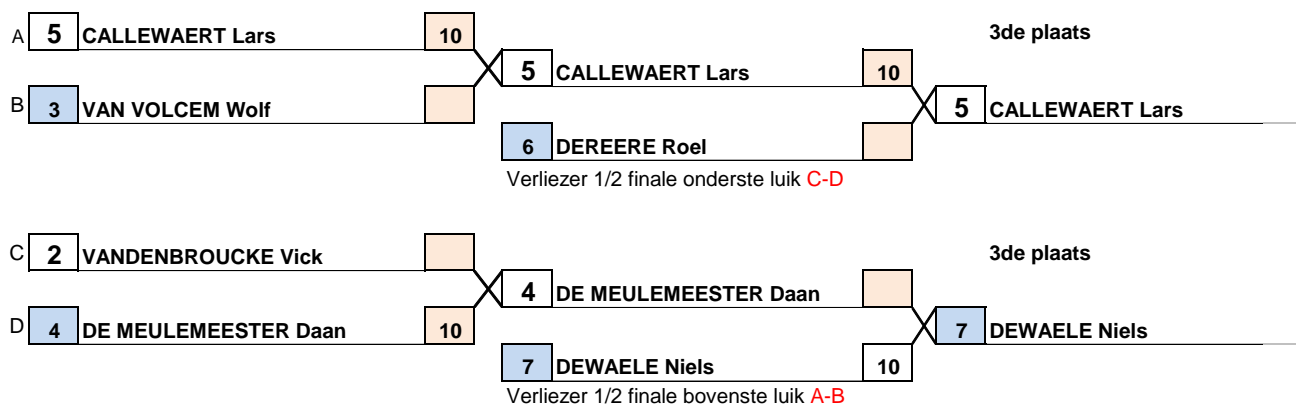 A 5 CALLEWAERT Lars 10 3de plaats
5 CALLEWAERT Lars 10
B 3 VAN VOLCEM Wolf 5 CALLEWAERT Lars
6 DEREERE Roel
Verliezer 1/2 finale onderste luik C-D
C 2 VANDENBROUCKE Vick 3de plaats
4 DE MEULEMEESTER Daan
D 4 DE MEULEMEESTER Daan 10 7 DEWAELE Niels
7 DEWAELE Niels 10
Verliezer 1/2 finale bovenste luik A-B